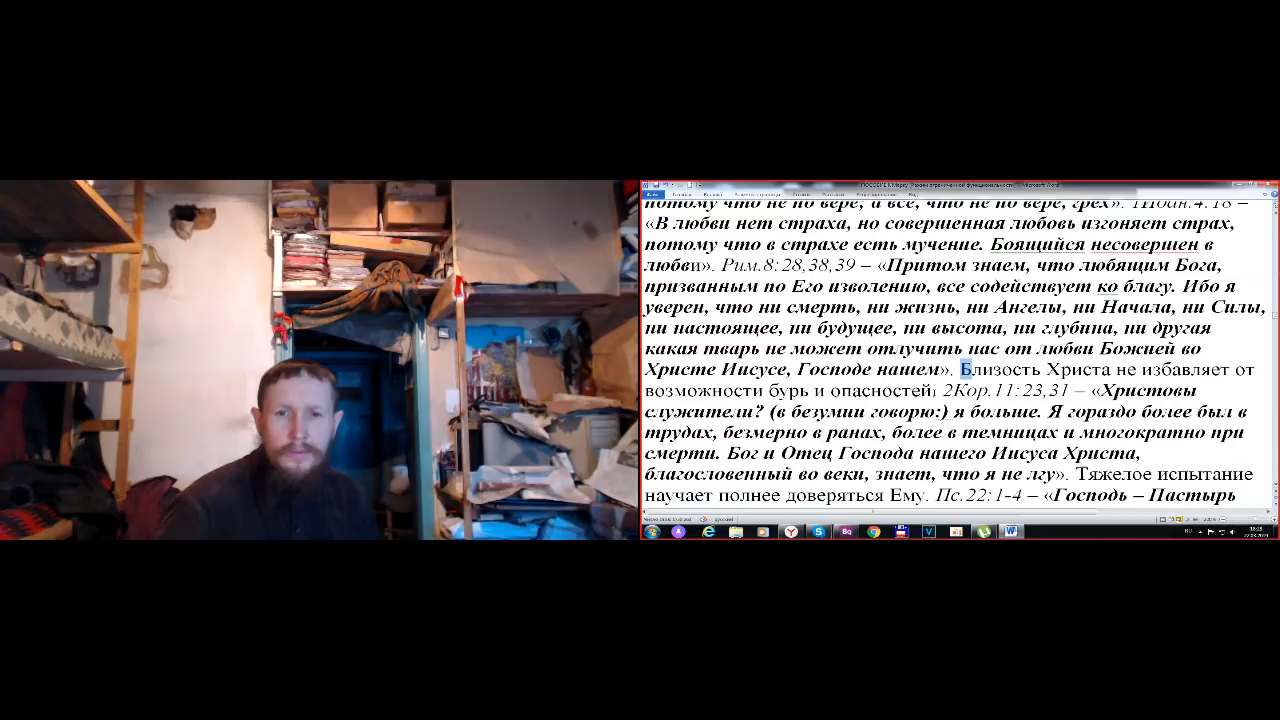 потому что не по вере; а все, что не по вере, грех». 1Иоан.4:18 –
«В любви нет страха, но совершенная любовь изгоняет страх,
потому что в страхе есть мучение. Боящийся несовершен в
любви». Рим.8:28,38,39 – «Притом знаем, что любящим Бога,
призванным по Его изволению, все содействует ко благу. Ибо я
уверен, что ни смерть, ни жизнь, ни Ангелы, ни Начала, ни Силы,
ни настоящее, ни будущее, ни высота, ни глубина, ни другая
какая тварь не может отлучить нас от любви Божией во
Христе Иисусе, Господе нашем». Близость Христа не избавляет от
возможности бурь и опасностей; 2Кор.11:23,31 – «Христовы
служители? (в безумии говорю:) я больше. Я гораздо более был в
трудах, безмерно в ранах, более в темницах и многократно при
смерти. Бог и Отец Господа нашего Иисуса Христа,
благословенный во веки, знает, что я не лгу». Тяжелое испытание
научает полнее доверяться Ему. Пс.22:1-4 – «Господь – Пастырь